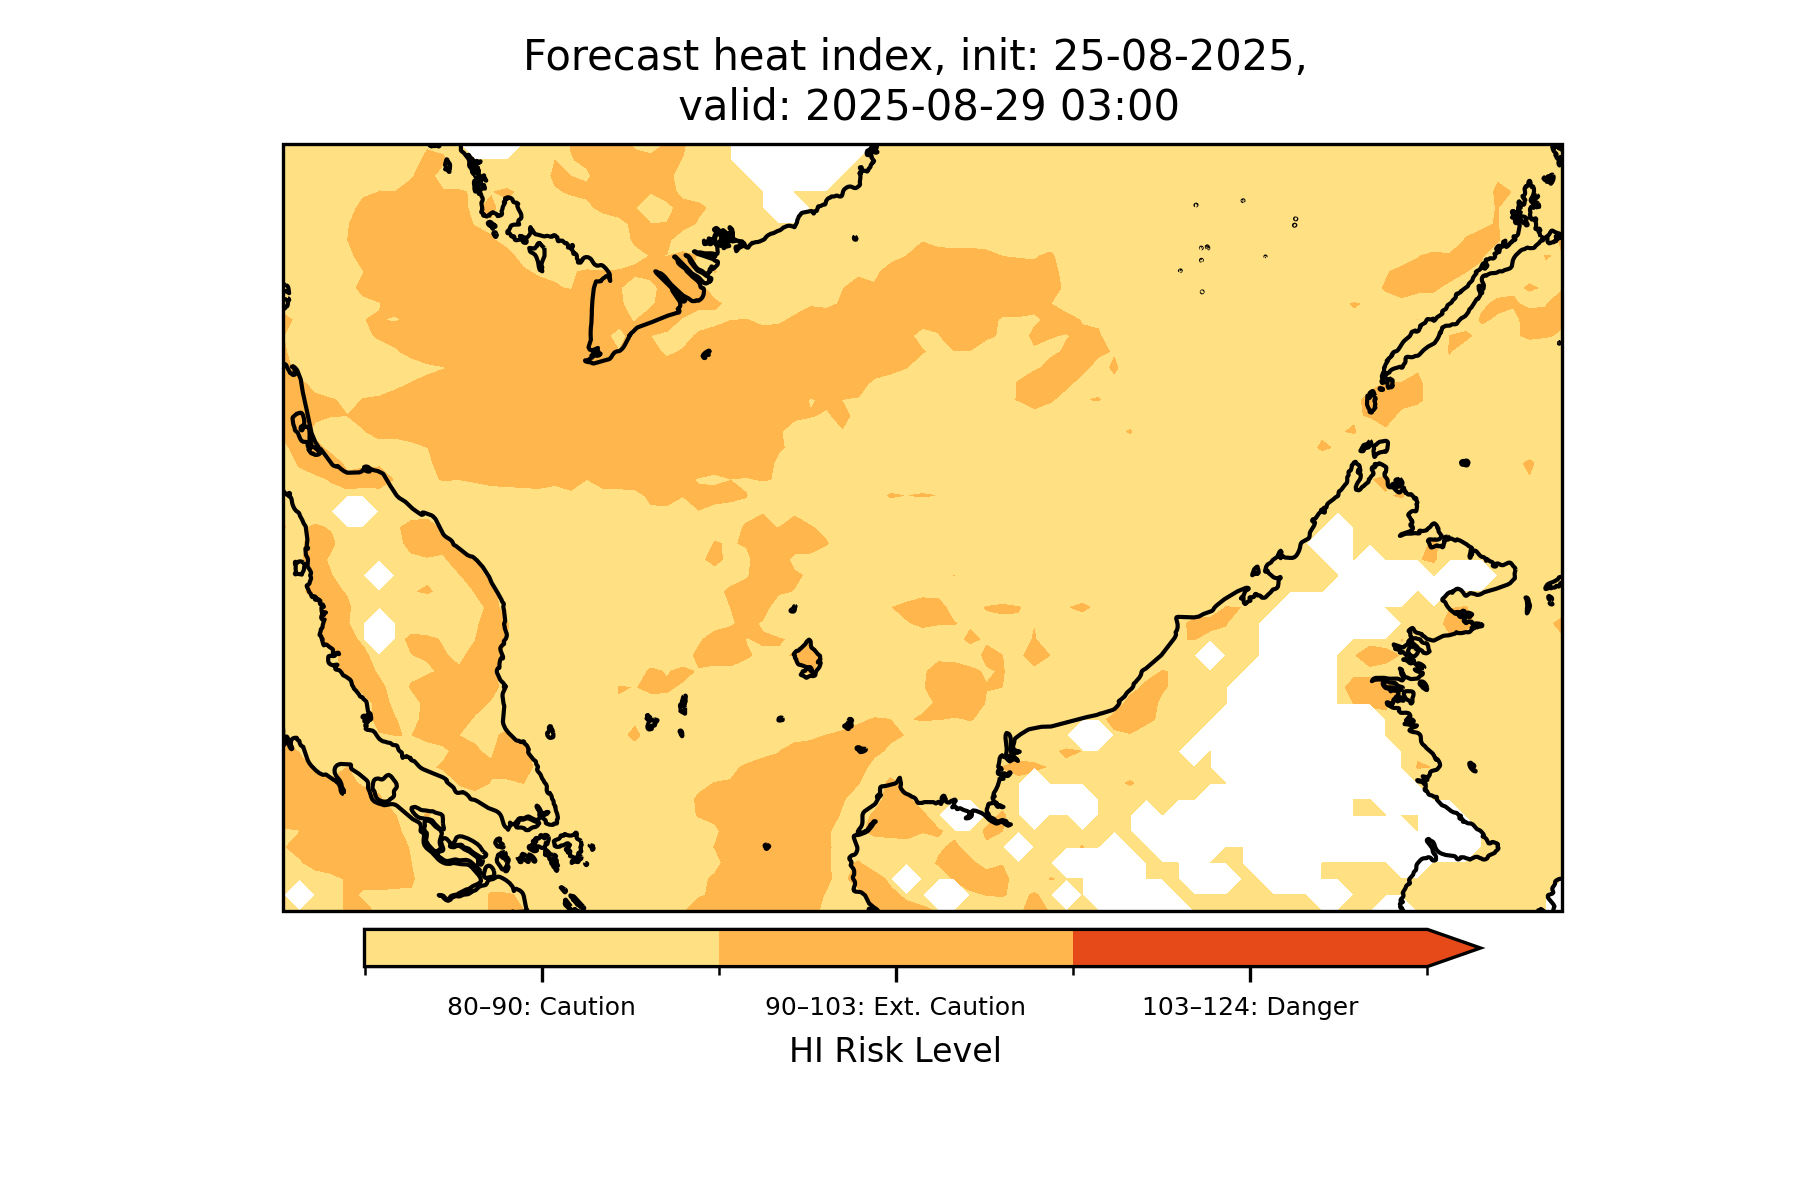 Forecast heat index, init: 25-08-2025,
valid: 2025-08-29 03:00
80–90: Caution
90–103: Ext. Caution
103–124: Danger
HI Risk Level